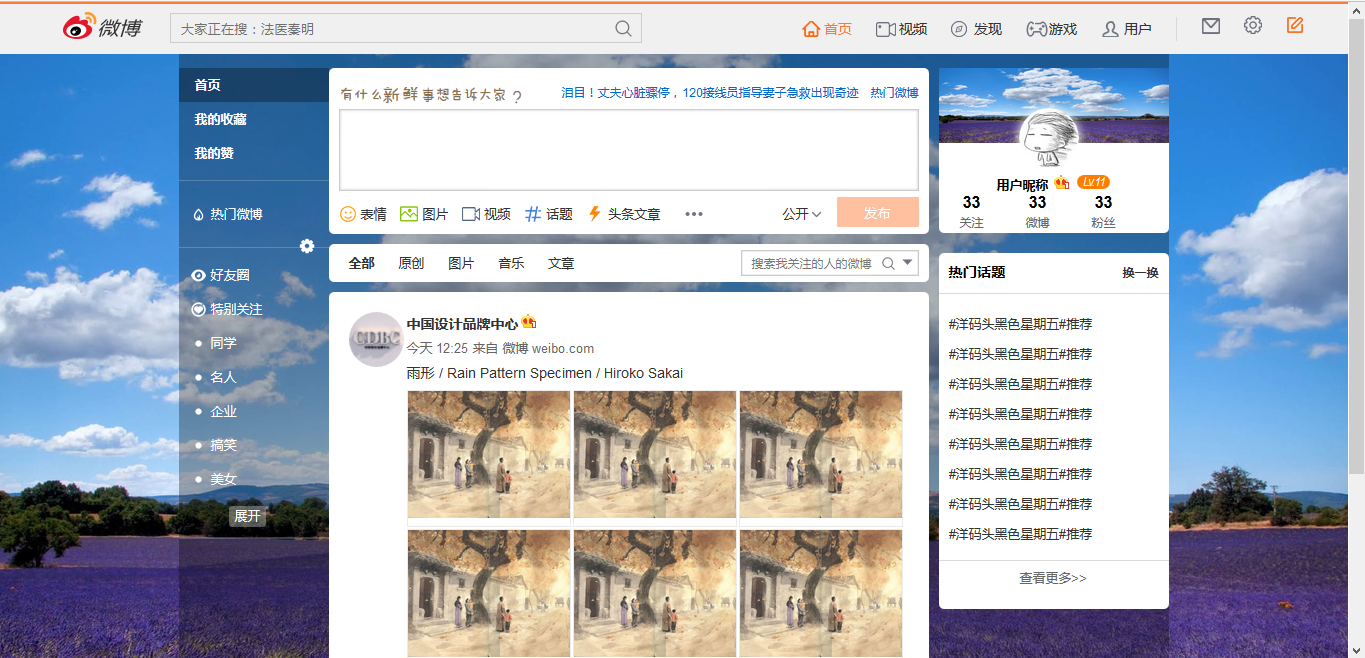 微博
大家正在搜：法医秦明
首页
视频
发现
游戏
用户
首页
我的收藏
我的赞
热门微博
好友圈
特别关注
同学
名人
企业
搞笑
美女
展开
有什么新鲜事想告诉大家？
泪目！丈夫心脏骤停，120接线员指导妻子急救出现奇迹 热门微博
表情 图片 视频 话题 头条文章
公开
发布
全部 原创 图片 音乐 文章
搜索我关注的人的微博
CDBC
中国设计品牌中心
今天 12:25 来自 微博 weibo.com
雨形 / Rain Pattern Specimen / Hiroko Sakai
用户昵称 Lv.11
33 33 33
关注 微博 粉丝
热门话题 换一换
#洋码头黑色星期五#推荐
#洋码头黑色星期五#推荐
#洋码头黑色星期五#推荐
#洋码头黑色星期五#推荐
#洋码头黑色星期五#推荐
#洋码头黑色星期五#推荐
#洋码头黑色星期五#推荐
#洋码头黑色星期五#推荐
查看更多>>